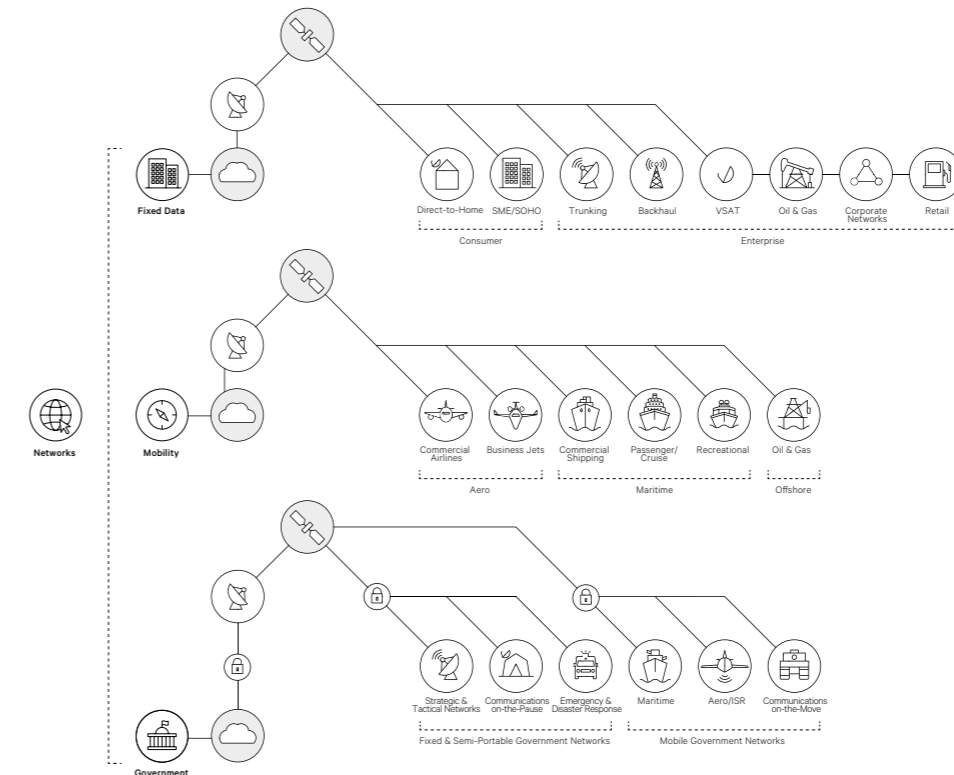 Fixed Data
Direct-to-Home
SME/SOHO
Trunking
Backhaul
VSAT
Oil & Gas
Corporate
Networks
Retail
Consumer
Enterprise
Networks
Mobility
Commercial
Airlines
Business Jets
Commercial
Shipping
Passenger/
Cruise
Recreational
Oil & Gas
Aero
Maritime
Offshore
Strategic &
Tactical Networks
Communications
on-the-Pause
Emergency &
Disaster Response
Maritime
Aero/ISR
Communications
on-the-Move
Fixed & Semi-Portable Government Networks
Mobile Government Networks
Government